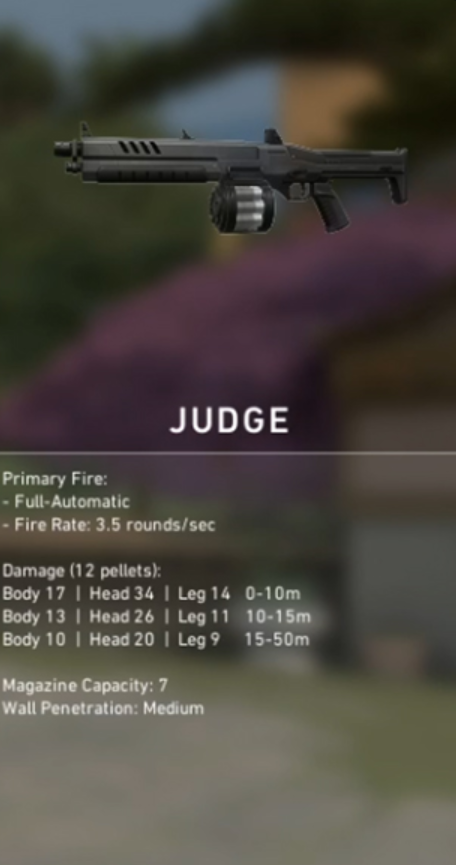 JUDGE
Primary Fire:
- Full-Automatic
- Fire Rate: 3.5 rounds/sec
Damage (12 pellets):
Body 17 | Head 34 | Leg 14 0-10m
Body 13 | Head 26 | Leg 11 10-15m
Body 10 | Head 20 | Leg 9 15-50m
Magazine Capacity: 7
Wall Penetration: Medium